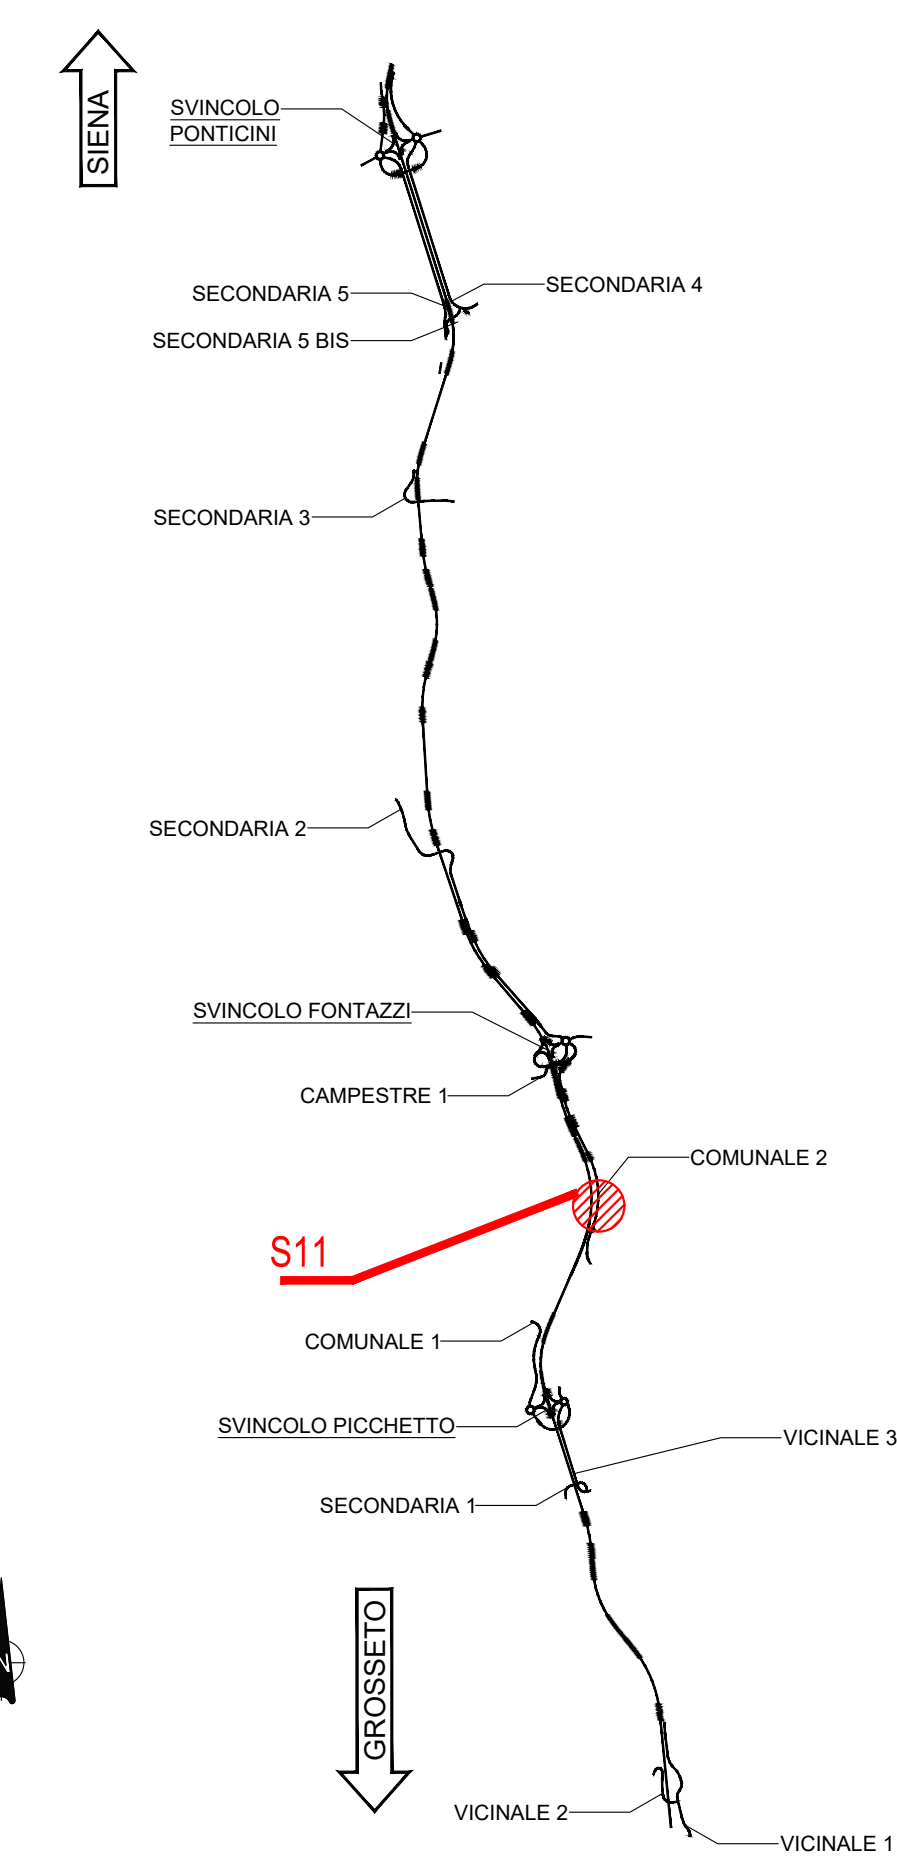 SIENA
SVINCOLO
PONTICINI
SECONDARIA 5
SECONDARIA 4
SECONDARIA 5 BIS
SECONDARIA 3
SECONDARIA 2
SVINCOLO FONTAZZI
CAMPESTRE 1
COMUNALE 2
S11
COMUNALE 1
SVINCOLO PICCHETTO
VICINALE 3
SECONDARIA 1
GROSSETO
N
VICINALE 2
VICINALE 1